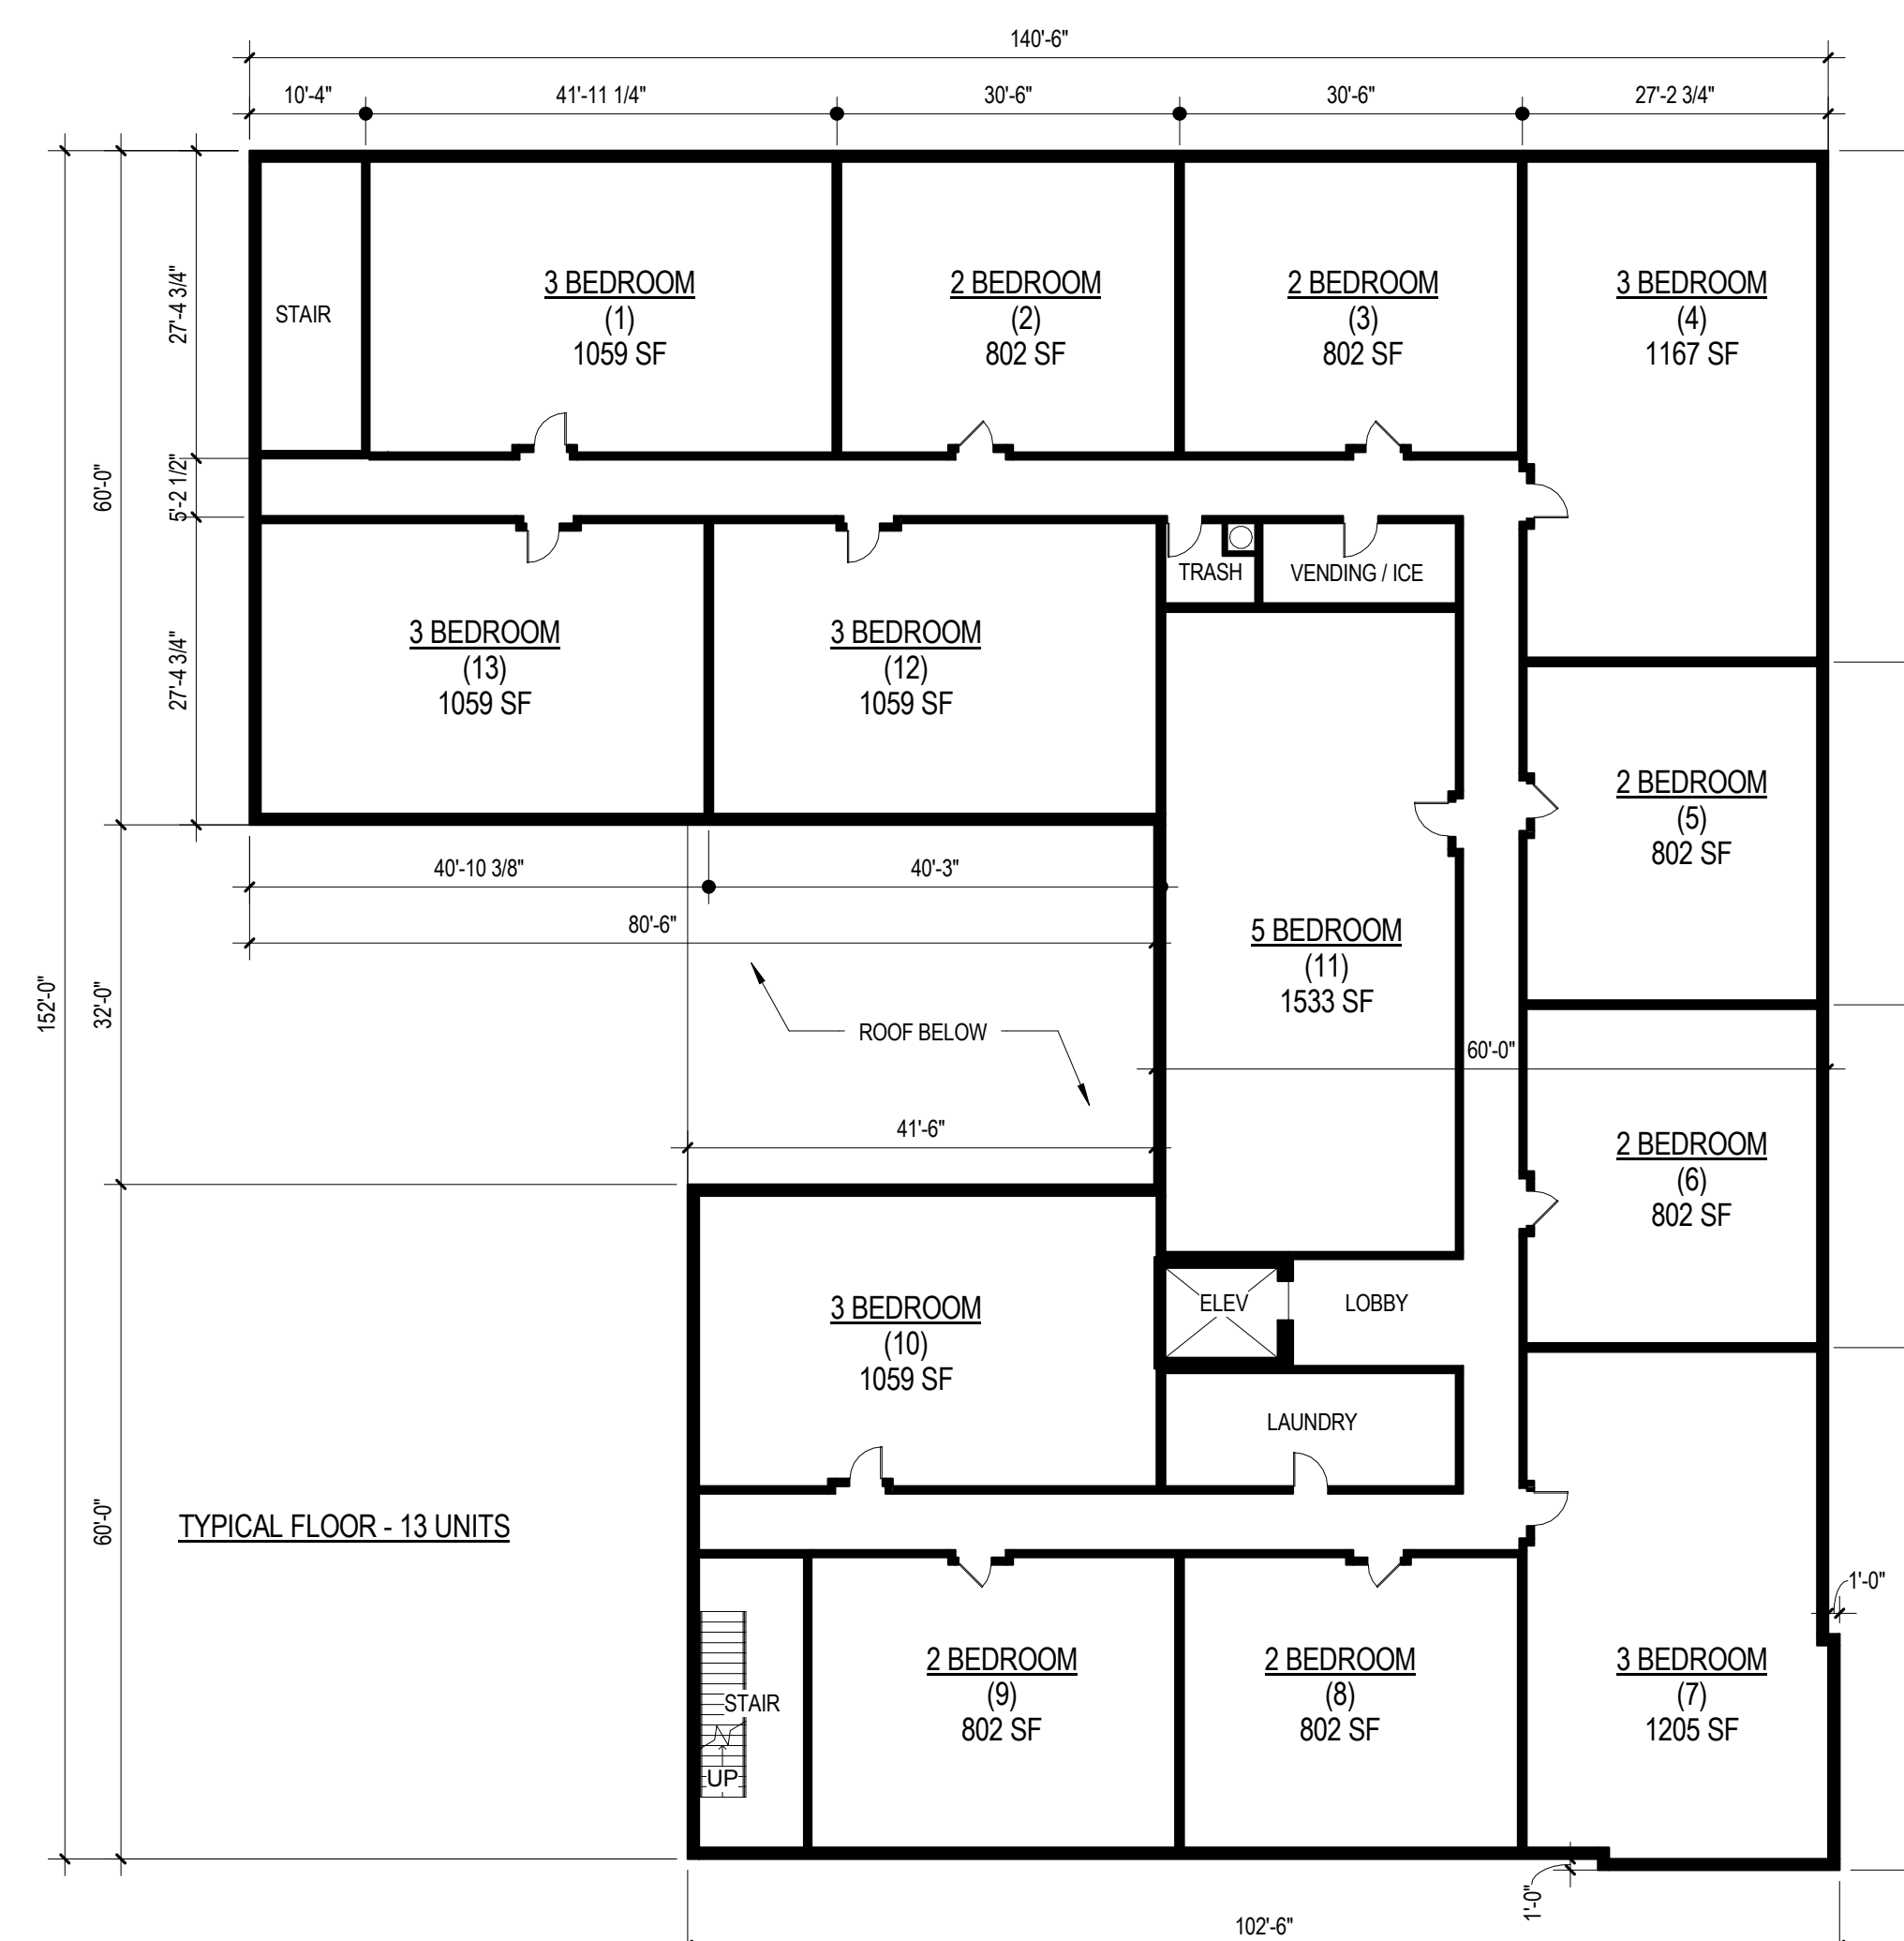 140'-6"
10'-4"
41'-11 1/4"
30'-6"
30'-6"
27'-2 3/4"
27'-4 3/4"
STAIR
3 BEDROOM
(1)
1059 SF
2 BEDROOM
(2)
802 SF
2 BEDROOM
(3)
802 SF
3 BEDROOM
(4)
1167 SF
60'-0"
5'-2 1/2"
27'-4 3/4"
3 BEDROOM
(13)
1059 SF
3 BEDROOM
(12)
1059 SF
TRASH
VENDING / ICE
2 BEDROOM
(5)
802 SF
40'-10 3/8"
40'-3"
80'-6"
5 BEDROOM
(11)
1533 SF
152'-0"
32'-0"
ROOF BELOW
60'-0"
41'-6"
2 BEDROOM
(6)
802 SF
3 BEDROOM
(10)
1059 SF
ELEV
LOBBY
LAUNDRY
60'-0"
TYPICAL FLOOR - 13 UNITS
1'-0"
STAIR
UP
2 BEDROOM
(9)
802 SF
2 BEDROOM
(8)
802 SF
3 BEDROOM
(7)
1205 SF
1'-0"
102'-6"